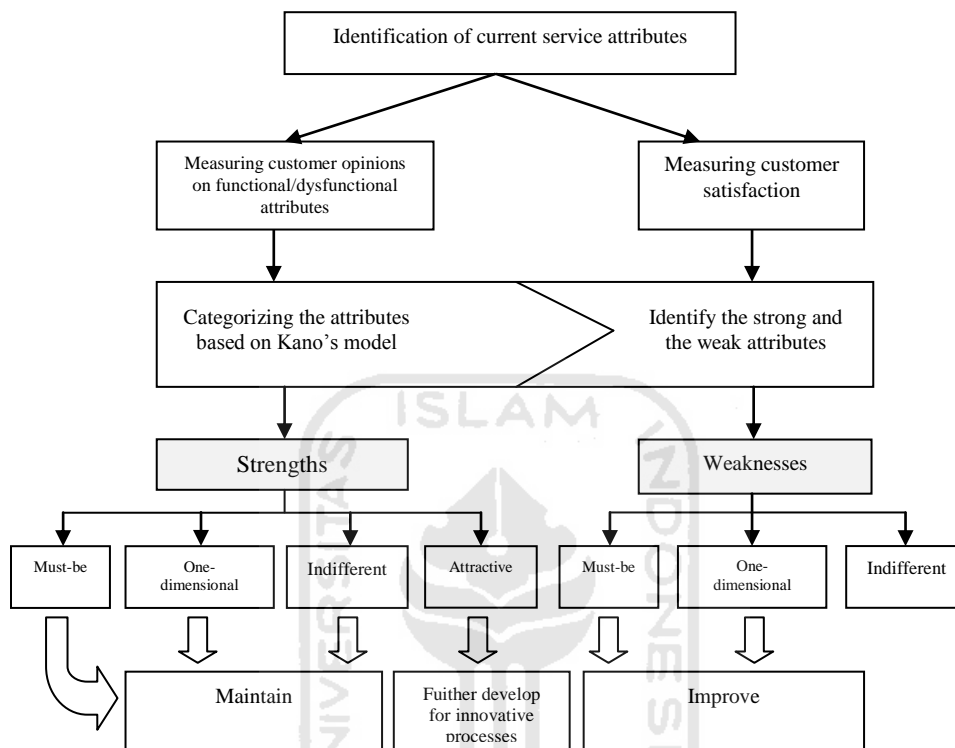 Identification of current service attributes
Measuring customer opinions
on functional/dysfunctional
attributes
Measuring customer
satisfaction
Categorizing the attributes
based on Kano's model
Identify the strong and
the weak attributes
ISLAM
UNIVERSITAS
INDONESI
Strengths
Weaknesses
Must-be
One-
dimensional
Indifferent
Attractive
Must-be
One-
dimensional
Indifferent
Maintain
Fuither develop
for innovative
processes
Improve